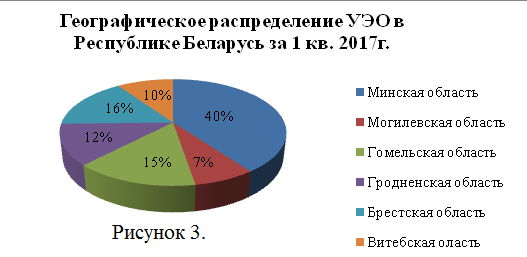 Географическое распределение УЭО в
Республике Беларусь за 1 кв. 2017г.
10%
40%
16%
12%
15%
7%
Минская область
Могилевская область
Гомельская область
Гродненская область
Брестская область
Витебская оласть
Рисунок 3.